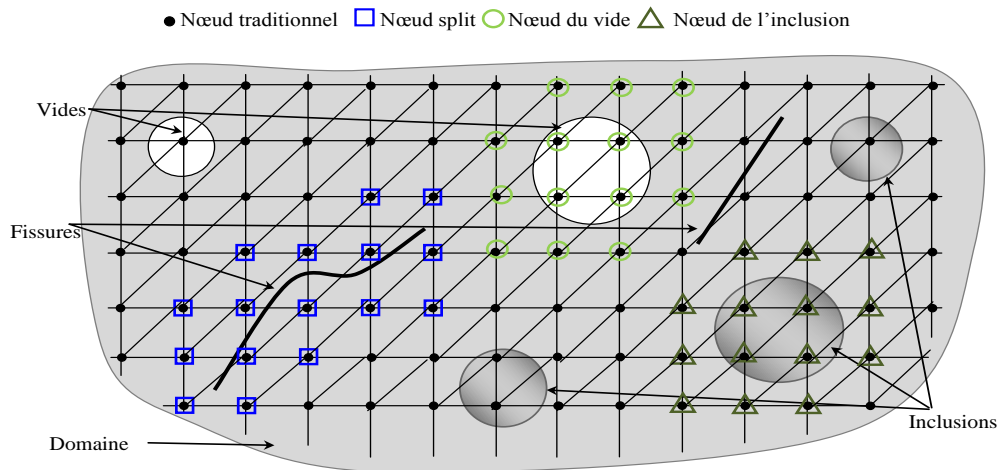 Nœud traditionnel Nœud split Nœud du vide Nœud de l'inclusion
Vides
Fissures
Inclusions
Domaine